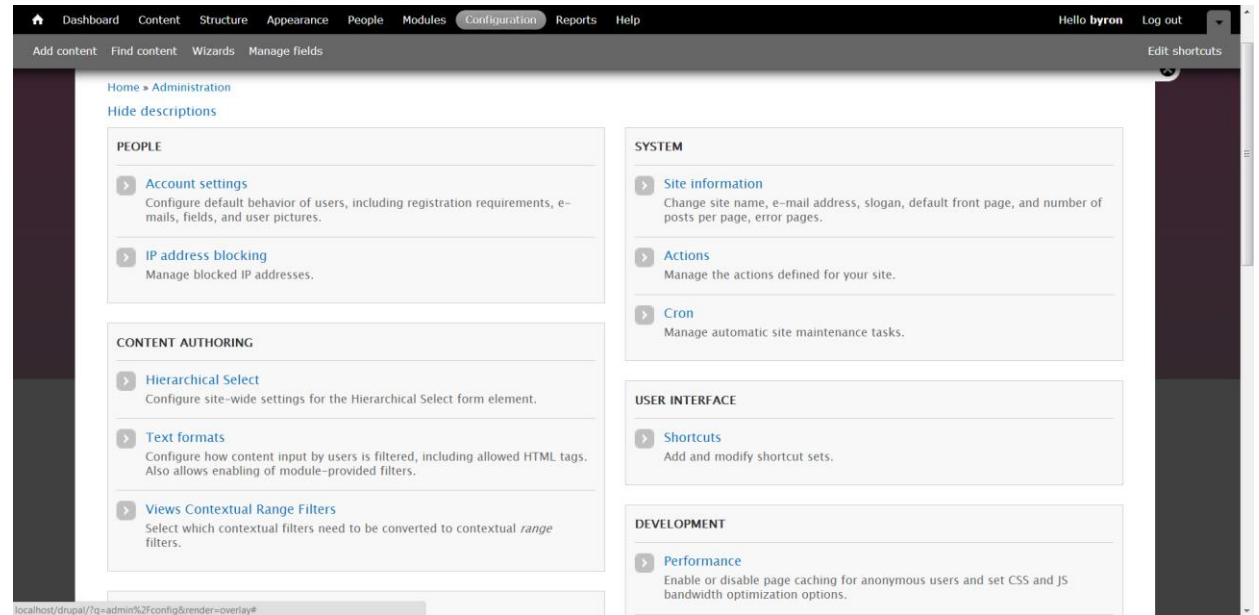 Dashboard Content Structure Appearance People Modules Configuration Reports Help Hello byron Log out
Add content Find content Wizards Manage fields Edit shortcuts
Home » Administration
Hide descriptions
PEOPLE
Account settings
Configure default behavior of users, including registration requirements, e-
mails, fields, and user pictures.
IP address blocking
Manage blocked IP addresses.
CONTENT AUTHORING
Hierarchical Select
Configure site-wide settings for the Hierarchical Select form element.
Text formats
Configure how content input by users is filtered, including allowed HTML tags.
Also allows enabling of module-provided filters.
Views Contextual Range Filters
Select which contextual filters need to be converted to contextual range
filters.
SYSTEM
Site information
Change site name, e-mail address, slogan, default front page, and number of
posts per page, error pages.
Actions
Manage the actions defined for your site.
Cron
Manage automatic site maintenance tasks.
USER INTERFACE
Shortcuts
Add and modify shortcut sets.
DEVELOPMENT
Performance
Enable or disable page caching for anonymous users and set CSS and JS
bandwidth optimization options.
localhost/drupal/?q=admin%2Fconfig&render=overlay#